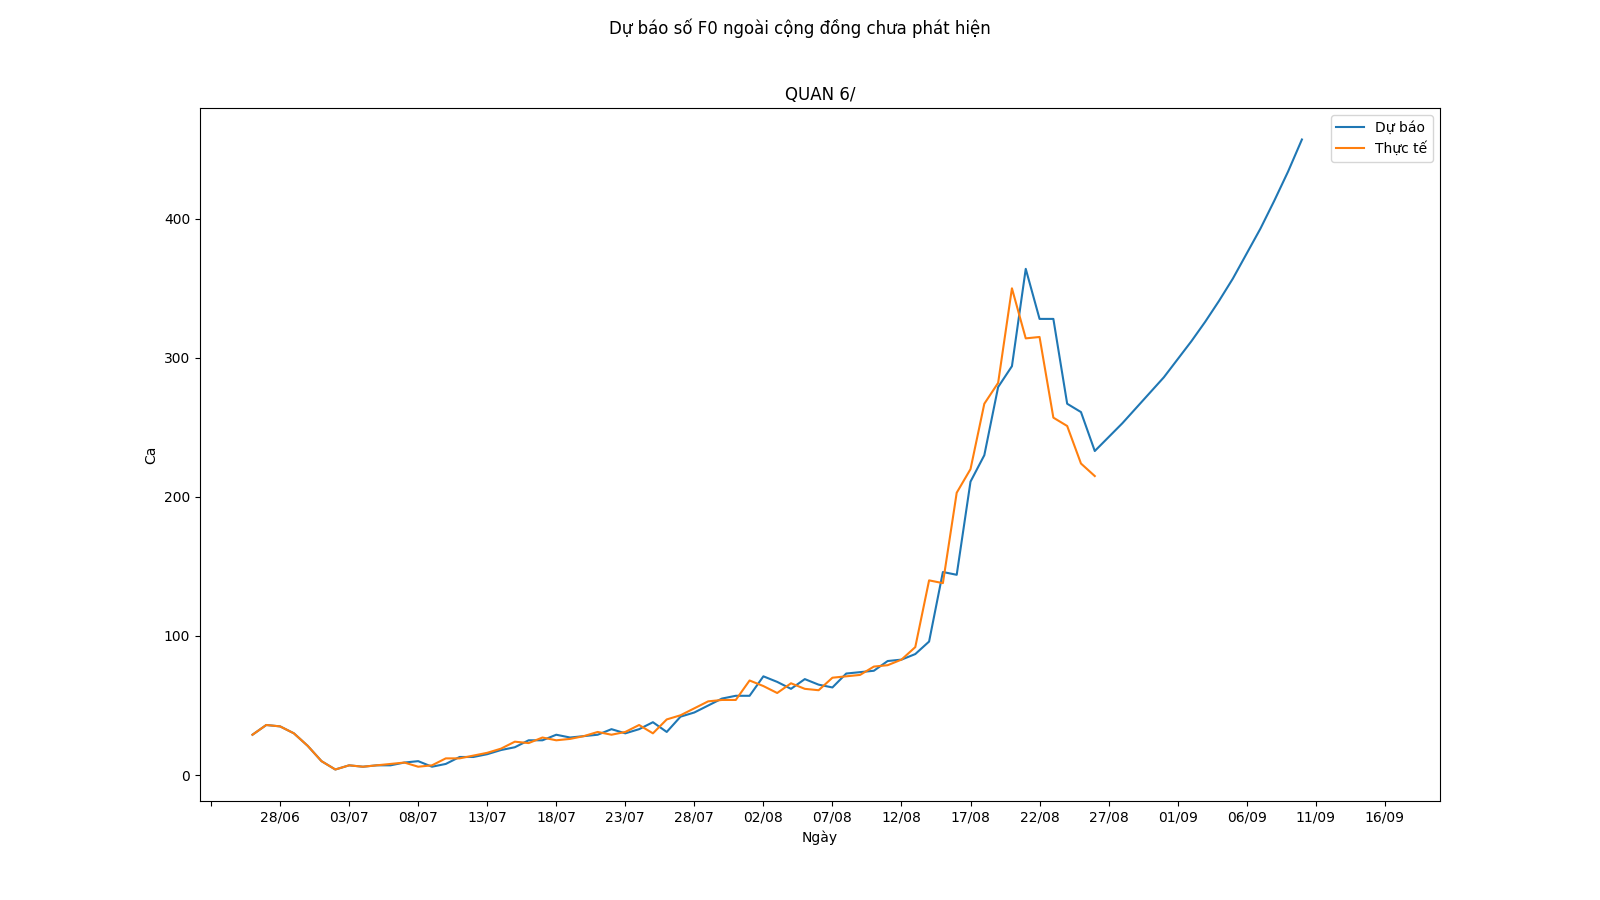 Dự báo số F0 ngoài cộng đồng chưa phát hiện
QUAN 6/
Dự báo
Thực tế
400
300
200
100
0
Ca
28/06 03/07 08/07 13/07 18/07 23/07 28/07 02/08 07/08 12/08 17/08 22/08 27/08 01/09 06/09 11/09 16/09
Ngày